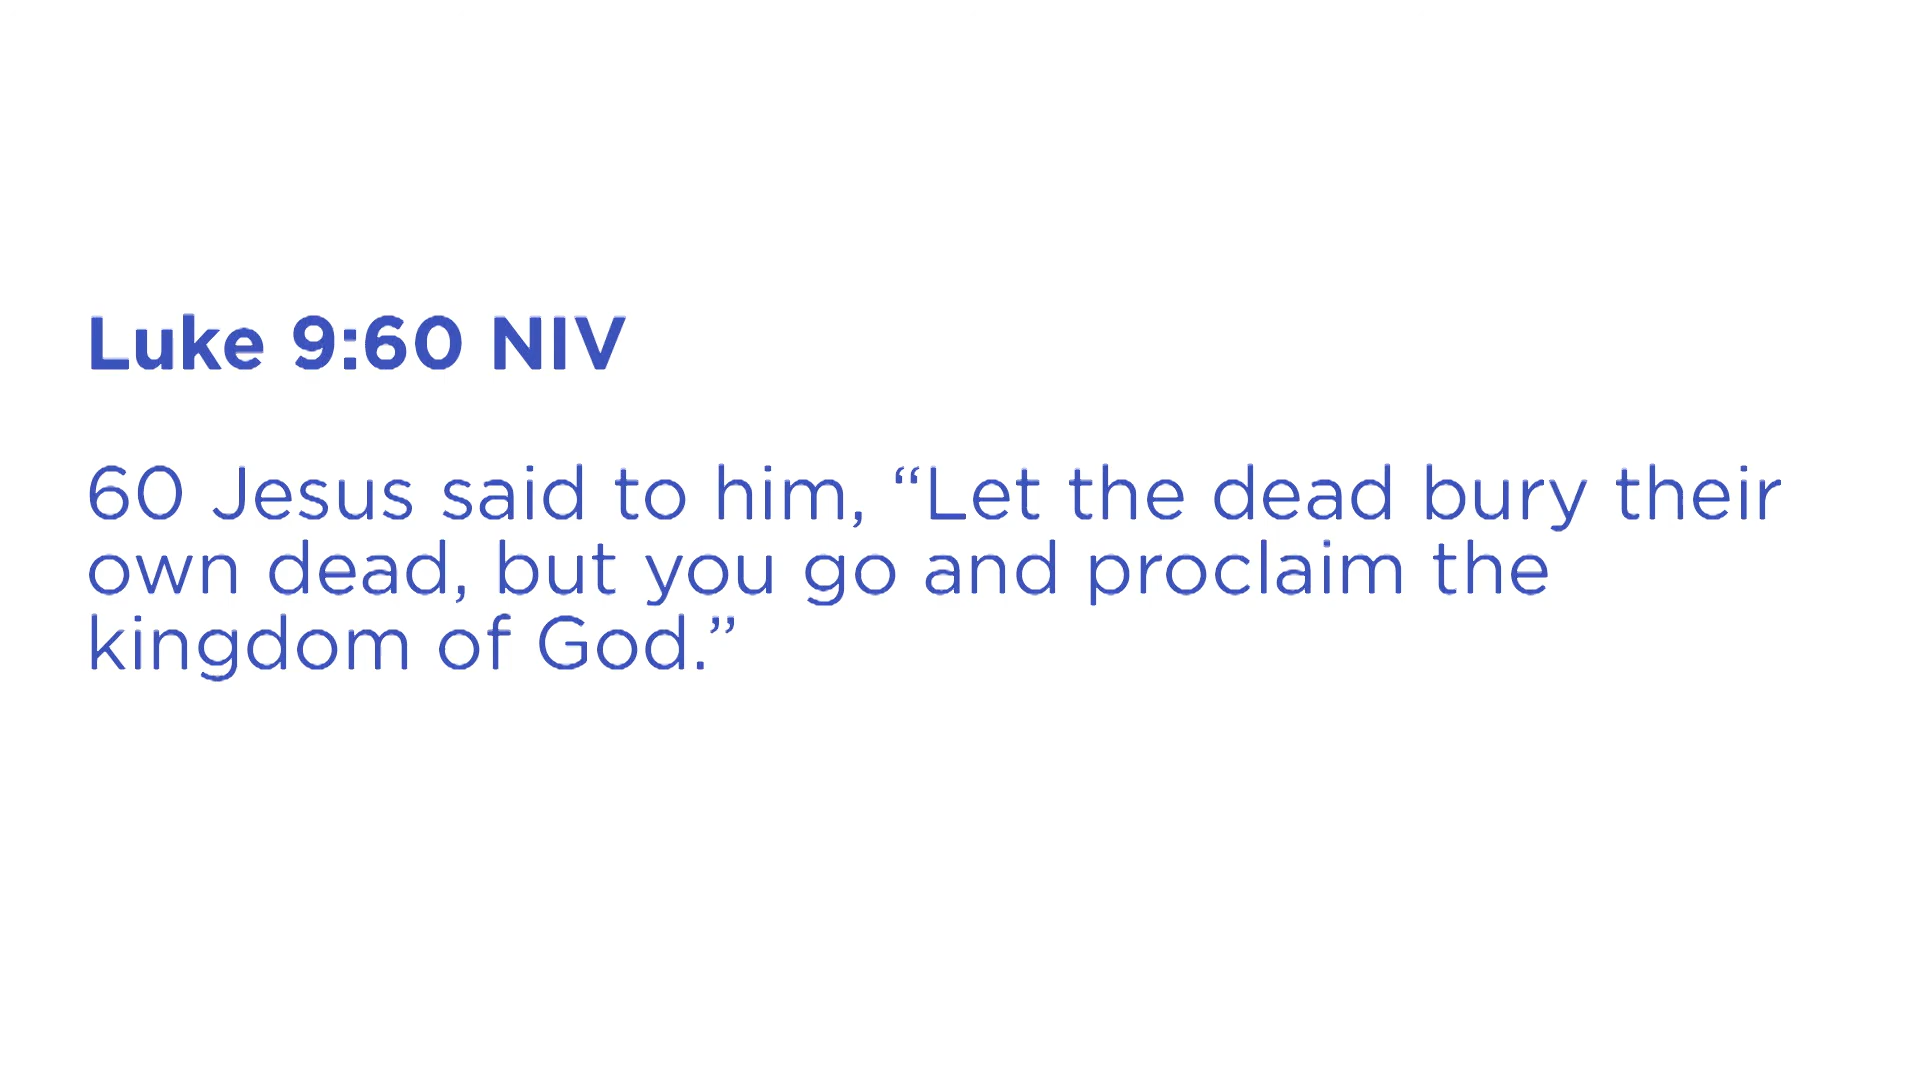 Luke 9:60 NIV
60 Jesus said to him, “Let the dead bury their
own dead, but you go and proclaim the
kingdom of God.”